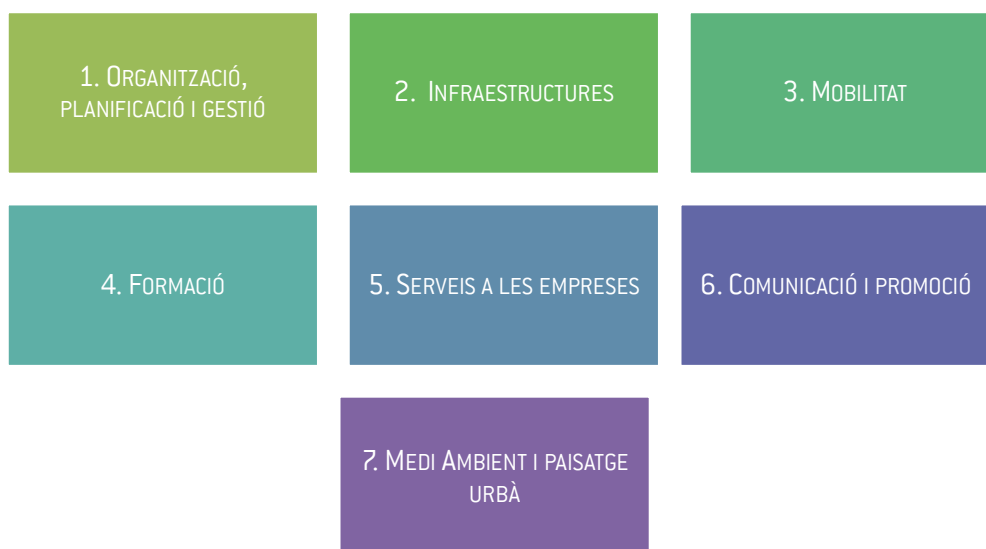 1. Organització,
planificació i gestió
2. Infraestructures
3. Mobilitat
4. Formació
5. Serveis a les empreses
6. Comunicació i promoció
7. Medi Ambient i paisatge
urbà